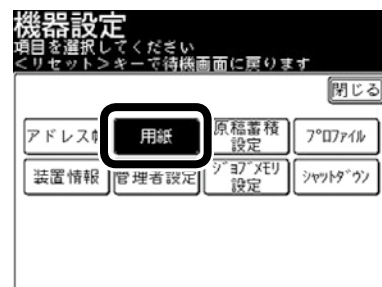 機器設定
項目を選択してください
<リセット>キーで待機画面に戻ります
閉じる
アドレス 用紙 原稿蓄積設定 プロファイル
装置情報 管理者設定 ジョブメモリ設定 シャットダウン